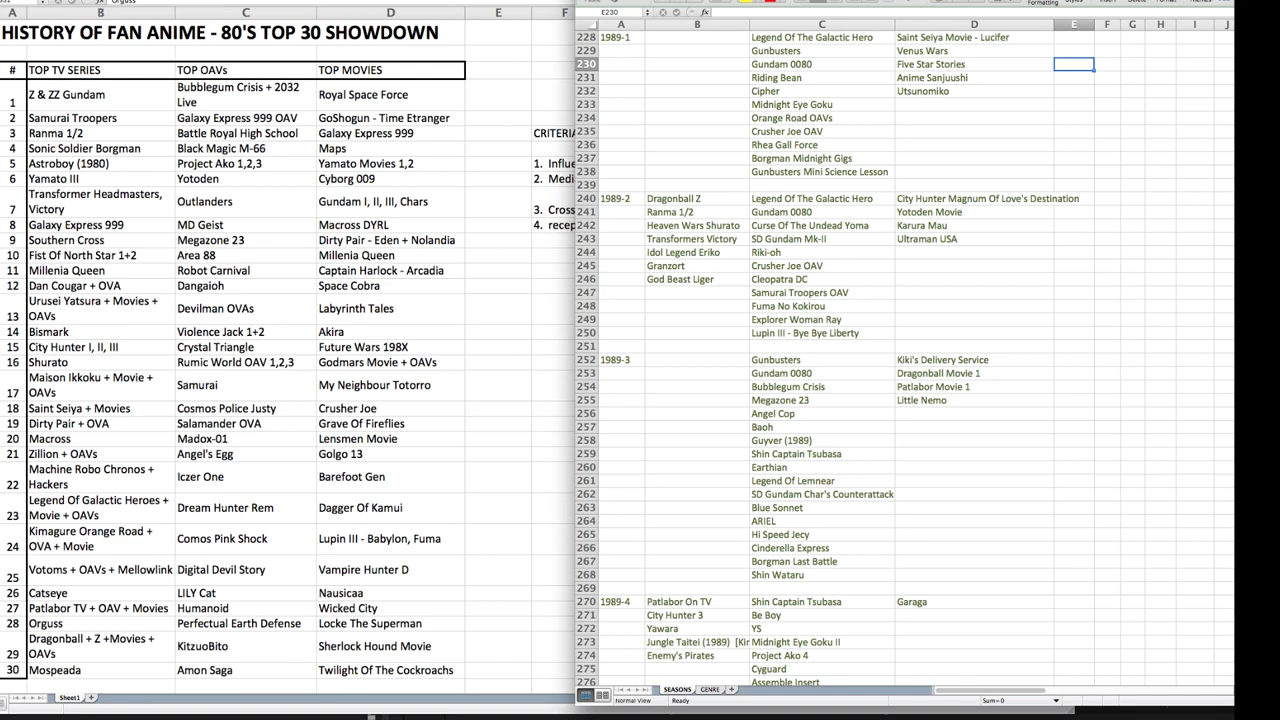 A B C D E F
HISTORY OF FAN ANIME - 80'S TOP 30 SHOWDOWN
# TOP TV SERIES TOP OAVs TOP MOVIES
1 Z & ZZ Gundam Bubblegum Crisis + 2032 Live Royal Space Force
2 Samurai Troopers Galaxy Express 999 OAV GoShogun - Time Etranger
3 Ranma 1/2 Battle Royal High School Galaxy Express 999 CRITERIA
4 Sonic Soldier Borgman Black Magic M-66 Maps
5 Astroboy (1980) Project Ako 1,2,3 Yamato Movies 1,2 1. Influe
6 Yamato III Yotoden Cyborg 009 2. Medi
7 Transformer Headmasters, Victory Outlanders Gundam I, II, III, Chars 3. Cross
8 Galaxy Express 999 MD Geist Macross DYRL 4. recep
9 Southern Cross Megazone 23 Dirty Pair - Eden + Nolandia
10 Fist Of North Star 1+2 Area 88 Millenia Queen
11 Millenia Queen Robot Carnival Captain Harlock - Arcadia
12 Dan Cougar + OVA Dangaioh Space Cobra
13 Urusei Yatsura + Movies + OAVs Devilman OVAs Labyrinth Tales
14 Bismark Violence Jack 1+2 Akira
15 City Hunter I, II, III Crystal Triangle Future Wars 198X
16 Shurato Rumic World OAV 1,2,3 Godmars Movie + OAVs
17 Maison Ikkoku + Movie + OAVs Samurai My Neighbour Totorro
18 Saint Seiya + Movies Cosmos Police Justy Crusher Joe
19 Dirty Pair + OVA Salamander OVA Grave Of Fireflies
20 Macross Madox-01 Lensmen Movie
21 Zillion + OAVs Angel's Egg Golgo 13
22 Machine Robo Chronos + Hackers Iczer One Barefoot Gen
23 Legend Of Galactic Heroes + Movie + OAVs Dream Hunter Rem Dagger Of Kamui
24 Kimagure Orange Road + OVA + Movie Comos Pink Shock Lupin III - Babylon, Fuma
25 Votoms + OAVs + Mellowlink Digital Devil Story Vampire Hunter D
26 Catseye LILY Cat Nausicaa
27 Patlabor TV + OAV + Movies Humanoid Wicked City
28 Orguss Perfectual Earth Defense Locke The Superman
29 Dragonball + Z +Movies + OAVs KitzuoBito Sherlock Hound Movie
30 Mospeada Amon Saga Twilight Of The Cockroachs
Sheet1
E230 fx
A B C D E F G H I J
228 1989-1 Legend Of The Galactic Hero Saint Seiya Movie - Lucifer
229 Gunbusters Venus Wars
230 Gundam 0080 Five Star Stories
231 Riding Bean Anime Sanjuushi
232 Cipher Utsunomiko
233 Midnight Eye Goku
234 Orange Road OAVs
235 Crusher Joe OAV
236 Rhea Gall Force
237 Borgman Midnight Gigs
238 Gunbusters Mini Science Lesson
239
240 1989-2 Dragonball Z Legend Of The Galactic Hero City Hunter Magnum Of Love's Destination
241 Ranma 1/2 Gundam 0080 Yotoden Movie
242 Heaven Wars Shurato Curse Of The Undead Yoma Karura Mau
243 Transformers Victory SD Gundam Mk-II Ultraman USA
244 Idol Legend Eriko Riki-oh
245 Granzort Crusher Joe OAV
246 God Beast Liger Cleopatra DC
247 Samurai Troopers OAV
248 Fuma No Kokirou
249 Explorer Woman Ray
250 Lupin III - Bye Bye Liberty
251
252 1989-3 Gunbusters Kiki's Delivery Service
253 Gundam 0080 Dragonball Movie 1
254 Bubblegum Crisis Patlabor Movie 1
255 Megazone 23 Little Nemo
256 Angel Cop
257 Baoh
258 Guyver (1989)
259 Shin Captain Tsubasa
260 Earthian
261 Legend Of Lemnear
262 SD Gundam Char's Counterattack
263 Blue Sonnet
264 ARIEL
265 Hi Speed Jecy
266 Cinderella Express
267 Borgman Last Battle
268 Shin Wataru
269
270 1989-4 Patlabor On TV Shin Captain Tsubasa Garaga
271 City Hunter 3 Be Boy
272 Yawara YS
273 Jungle Taitei (1989) [Kir Midnight Eye Goku II
274 Enemy's Pirates Project Ako 4
275 Cyguard
276 Assemble Insert
SEASONS GENRE
Normal View Ready Sum=0